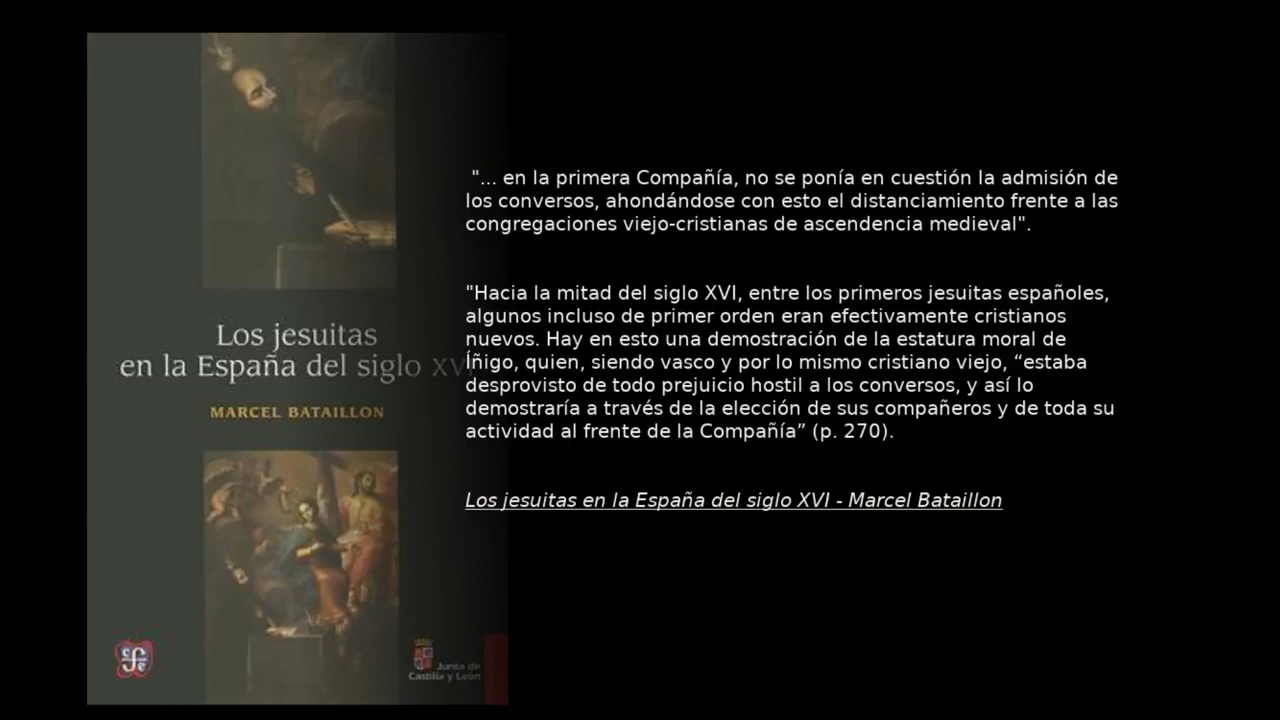 Los jesuitas
en la España del siglo XVI
MARCEL BATAILLON
Junta de
Castilla y León
"... en la primera Compañía, no se ponía en cuestión la admisión de
los conversos, ahondándose con esto el distanciamiento frente a las
congregaciones viejo-cristianas de ascendencia medieval".
"Hacia la mitad del siglo XVI, entre los primeros jesuitas españoles,
algunos incluso de primer orden eran efectivamente cristianos
nuevos. Hay en esto una demostración de la estatura moral de
Íñigo, quien, siendo vasco y por lo mismo cristiano viejo, “estaba
desprovisto de todo prejuicio hostil a los conversos, y así lo
demostraría a través de la elección de sus compañeros y de toda su
actividad al frente de la Compañía” (p. 270).
Los jesuitas en la España del siglo XVI - Marcel Bataillon